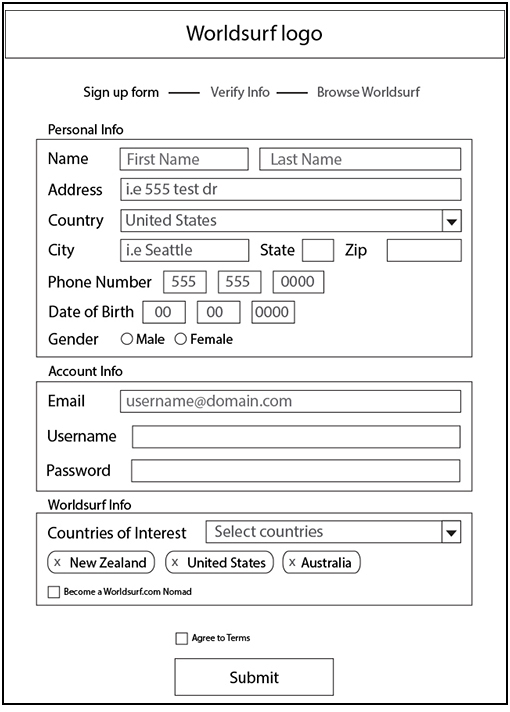 Worldsurf logo
Sign up form Verify Info Browse Worldsurf
Personal Info
Name First Name Last Name
Address i.e 555 test dr
Country United States
City i.e Seattle State Zip
Phone Number 555 555 0000
Date of Birth 00 00 0000
Gender Male Female
Account Info
Email username@domain.com
Username
Password
Worldsurf Info
Countries of Interest Select countries
x New Zealand x United States x Australia
Become a Worldsurf.com Nomad
Agree to Terms
Submit